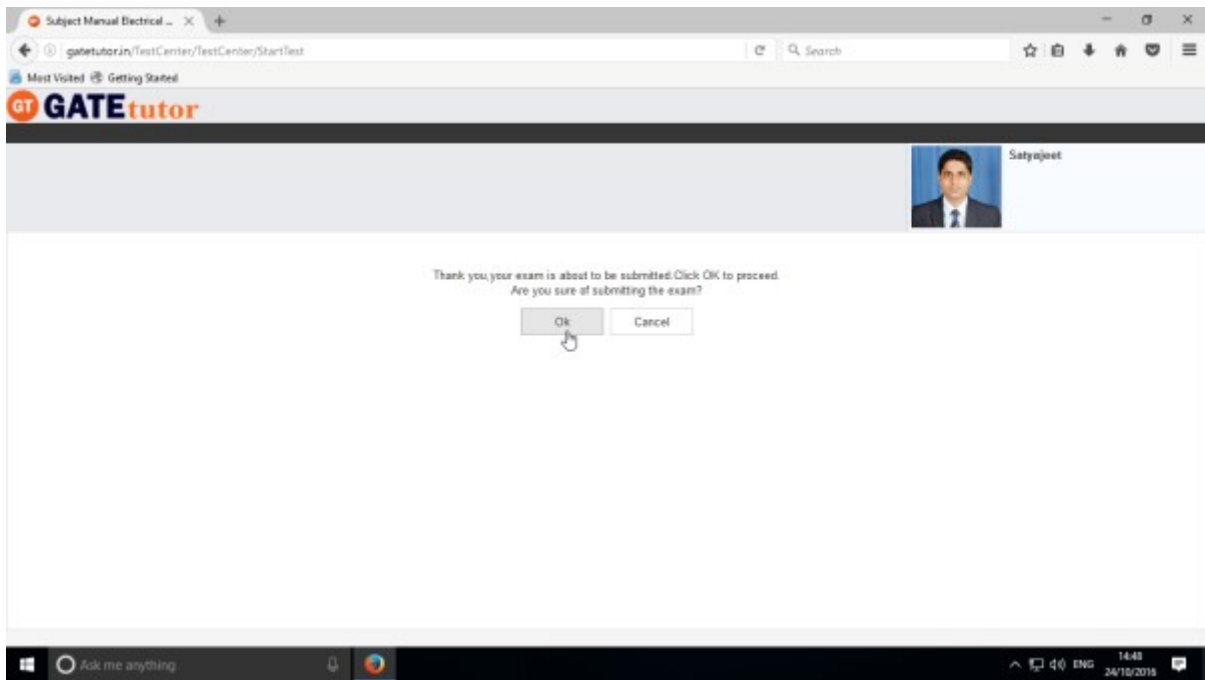 Subject Manual Electrical ...
gatetutor.in/TestCenter/TestCenter/StartTest
Search
Most Visited Getting Started
GT GATEtutor
Satyajeet
Thank you,your exam is about to be submitted.Click OK to proceed.
Are you sure of submitting the exam?
Ok Cancel
Ask me anything
ENG
14:48
24/10/2016